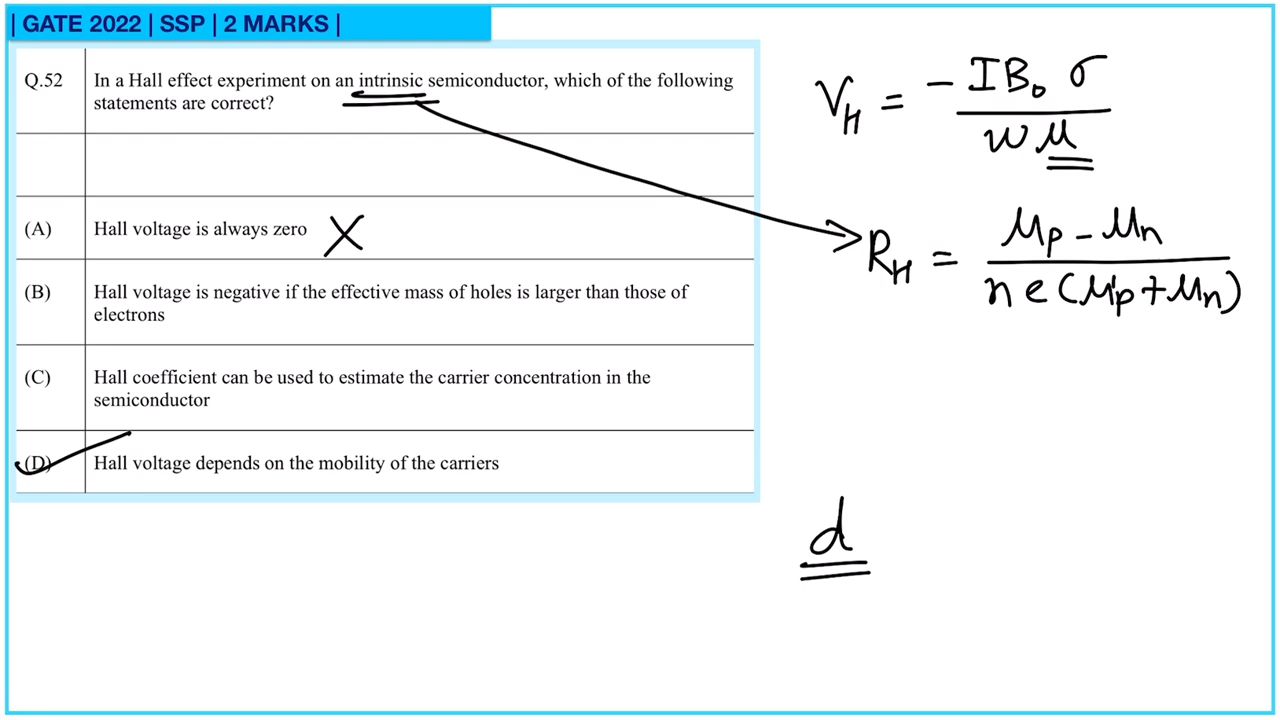 | GATE 2022 | SSP | 2 MARKS |
Q.52 In a Hall effect experiment on an intrinsic semiconductor, which of the following
statements are correct?
(A) Hall voltage is always zero X
(B) Hall voltage is negative if the effective mass of holes is larger than those of
electrons
(C) Hall coefficient can be used to estimate the carrier concentration in the
semiconductor
(D) Hall voltage depends on the mobility of the carriers
V_H = -IB₀ σ / w μ
R_H = μp - μn / n e (μp + μn)
d